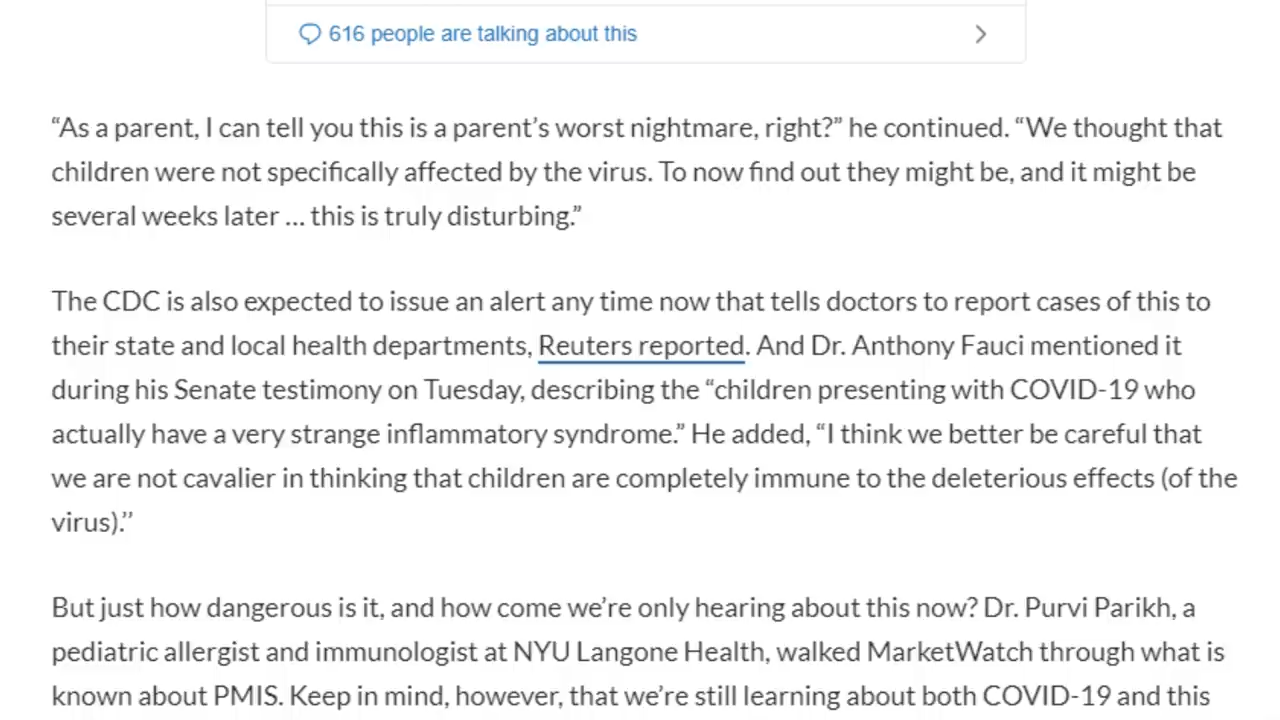 616 people are talking about this
“As a parent, I can tell you this is a parent’s worst nightmare, right?” he continued. “We thought that
children were not specifically affected by the virus. To now find out they might be, and it might be
several weeks later … this is truly disturbing.”
The CDC is also expected to issue an alert any time now that tells doctors to report cases of this to
their state and local health departments, Reuters reported. And Dr. Anthony Fauci mentioned it
during his Senate testimony on Tuesday, describing the “children presenting with COVID-19 who
actually have a very strange inflammatory syndrome.” He added, “I think we better be careful that
we are not cavalier in thinking that children are completely immune to the deleterious effects (of the
virus).’’
But just how dangerous is it, and how come we’re only hearing about this now? Dr. Purvi Parikh, a
pediatric allergist and immunologist at NYU Langone Health, walked MarketWatch through what is
known about PMIS. Keep in mind, however, that we’re still learning about both COVID-19 and this